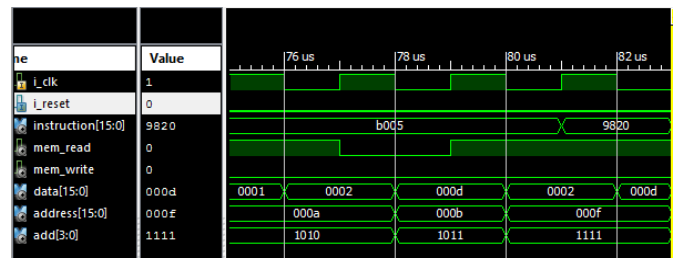 ne Value 76 us 78 us 80 us 82 us
i_clk 1
i_reset 0
instruction[15:0] 9820 b005 9820
mem_read 0
mem_write 0
data[15:0] 000d 0001 0002 000d 0002 000d
address[15:0] 000f 000a 000b 000f
add[3:0] 1111 1010 1011 1111